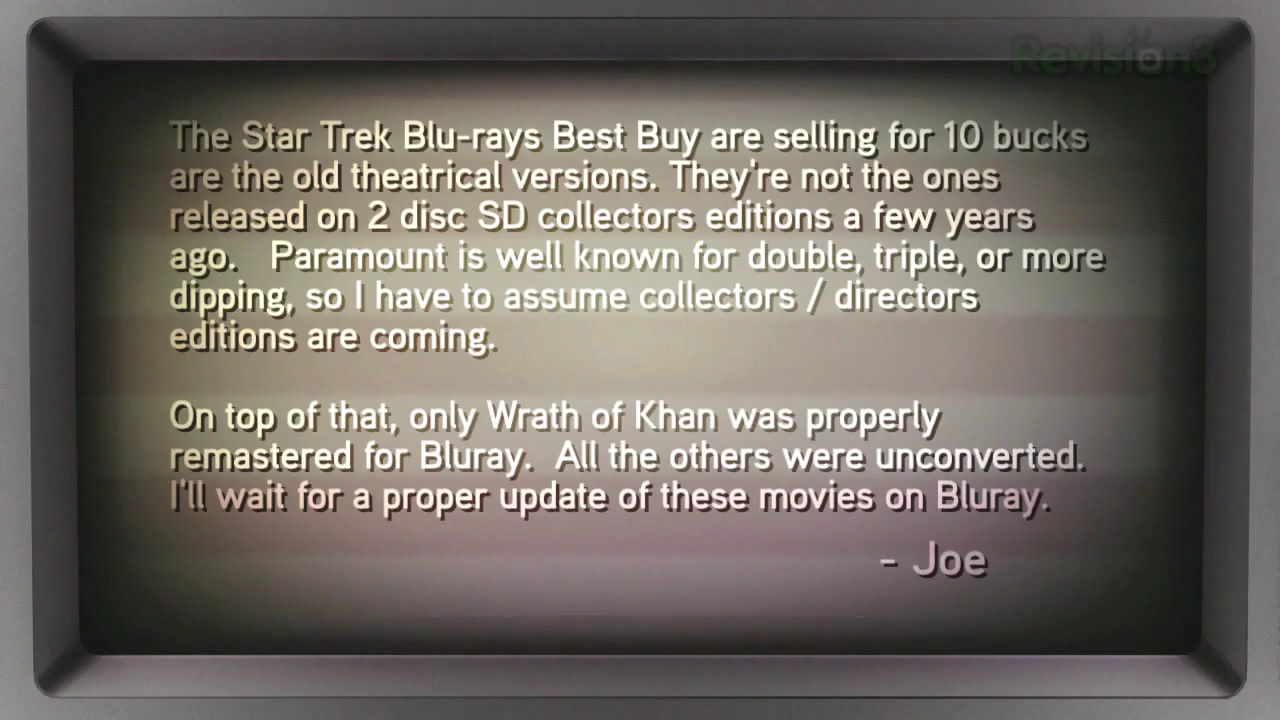 Revision3
The Star Trek Blu-rays Best Buy are selling for 10 bucks
are the old theatrical versions. They're not the ones
released on 2 disc SD collectors editions a few years
ago.   Paramount is well known for double, triple, or more
dipping, so I have to assume collectors / directors
editions are coming.
On top of that, only Wrath of Khan was properly
remastered for Bluray.  All the others were unconverted.
I'll wait for a proper update of these movies on Bluray.
- Joe